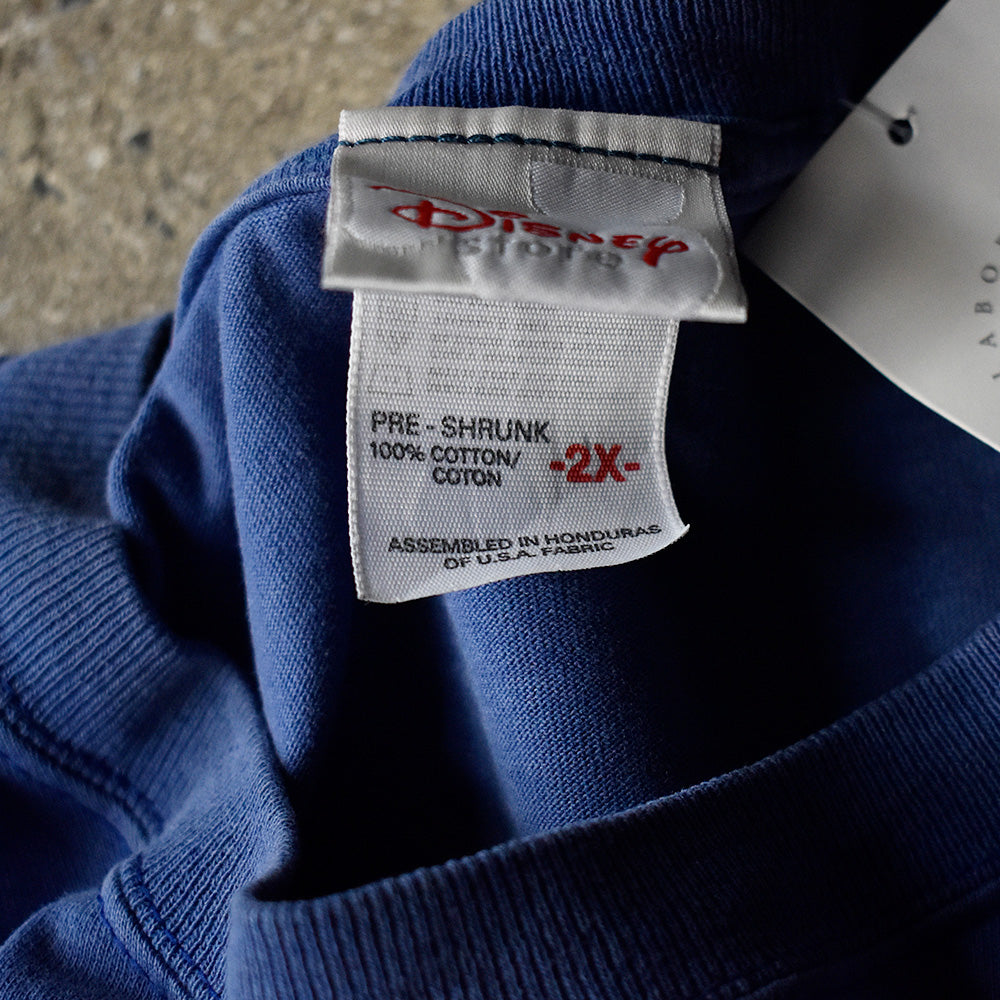 Disney
Store
PRE - SHRUNK
100% COTTON/
COTON
-2X-
ASSEMBLED IN HONDURAS
OF U.S.A. FABRIC